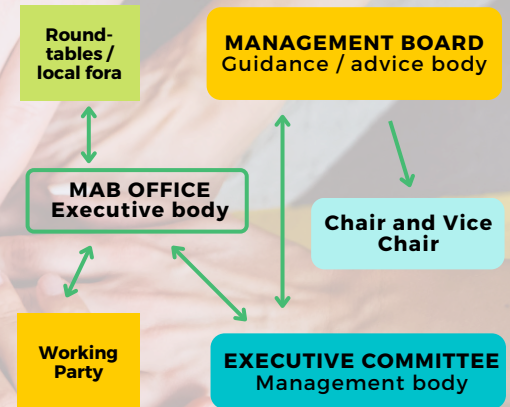 Round-
tables /
local fora
MANAGEMENT BOARD
Guidance / advice body
MAB OFFICE
Executive body
Chair and Vice
Chair
Working
Party
EXECUTIVE COMMITTEE
Management body